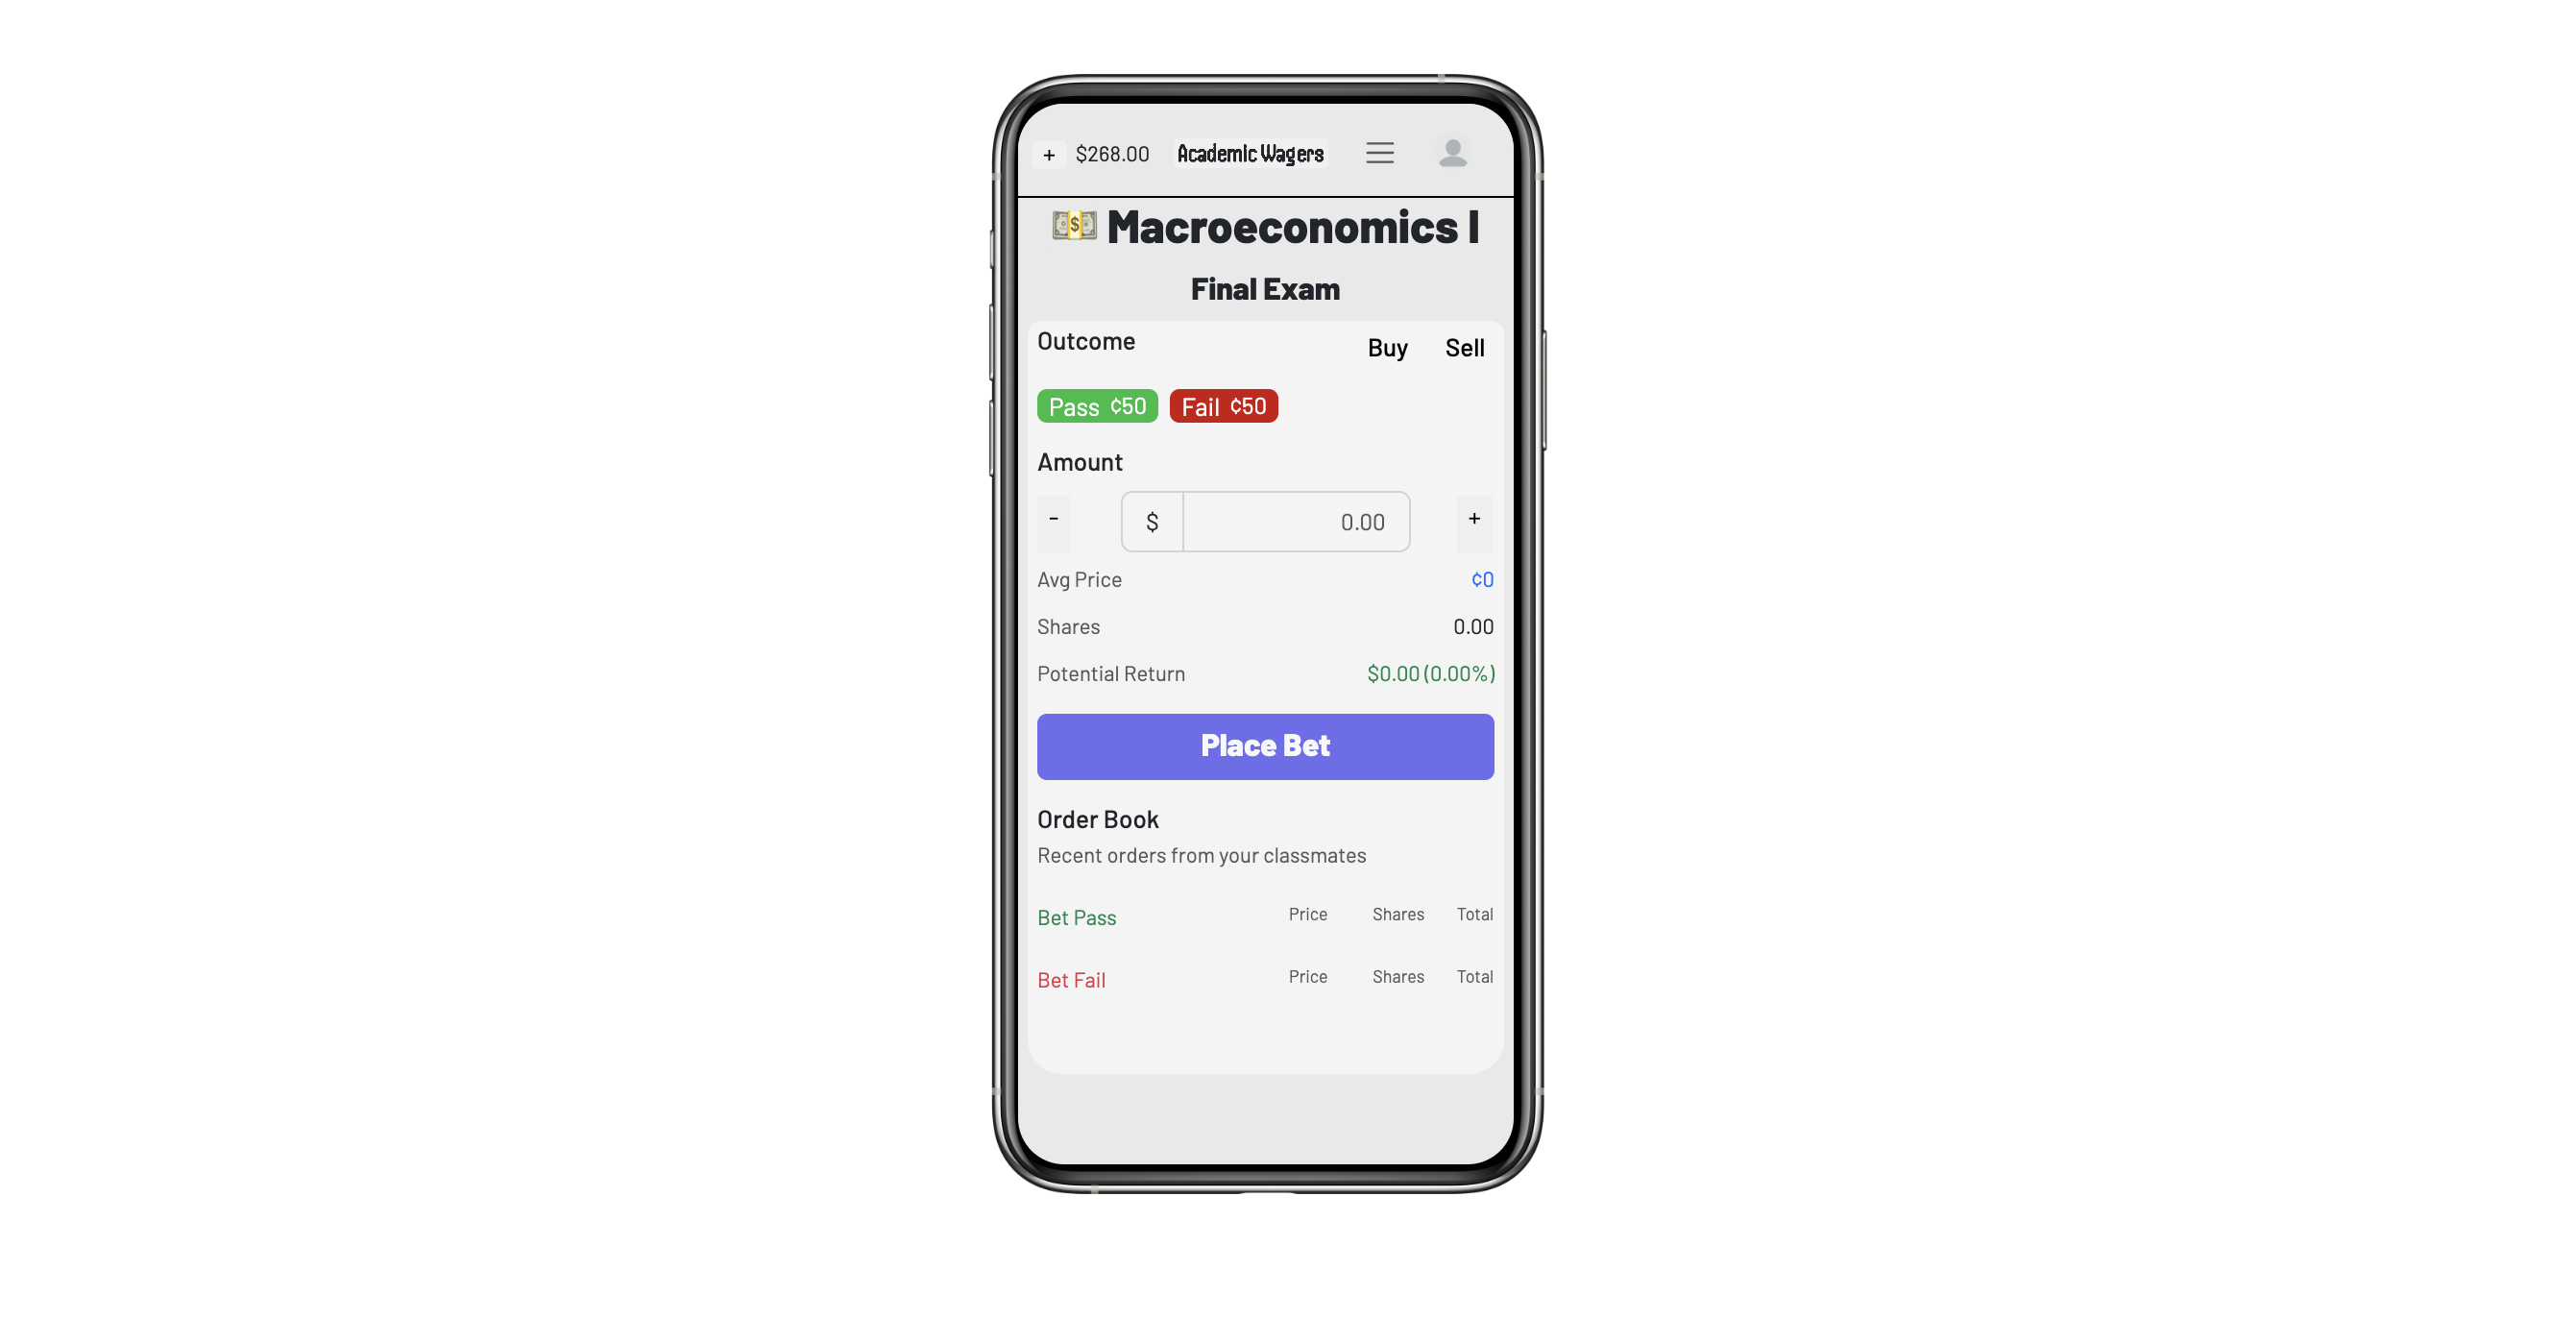 + $268.00 Academic Wagers
Macroeconomics I
Final Exam
Outcome Buy Sell
Pass ¢50 Fail ¢50
Amount
- $ 0.00 +
Avg Price ¢0
Shares 0.00
Potential Return $0.00 (0.00%)
Place Bet
Order Book
Recent orders from your classmates
Bet Pass Price Shares Total
Bet Fail Price Shares Total